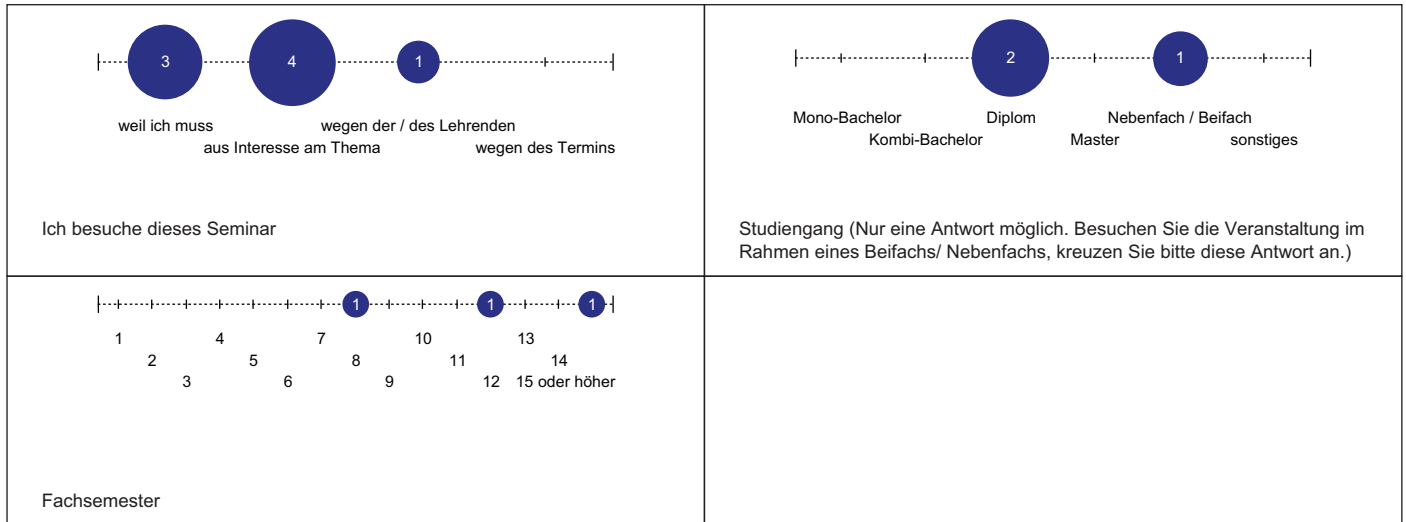 3 4 1
weil ich muss wegen der / des Lehrenden
aus Interesse am Thema wegen des Termins
Ich besuche dieses Seminar
2 1
Mono-Bachelor Diplom Nebenfach / Beifach
Kombi-Bachelor Master sonstiges
Studiengang (Nur eine Antwort möglich. Besuchen Sie die Veranstaltung im
Rahmen eines Beifachs/ Nebenfachs, kreuzen Sie bitte diese Antwort an.)
1 1 1
1 4 7 10 13
2 5 8 11 14
3 6 9 12 15 oder höher
Fachsemester